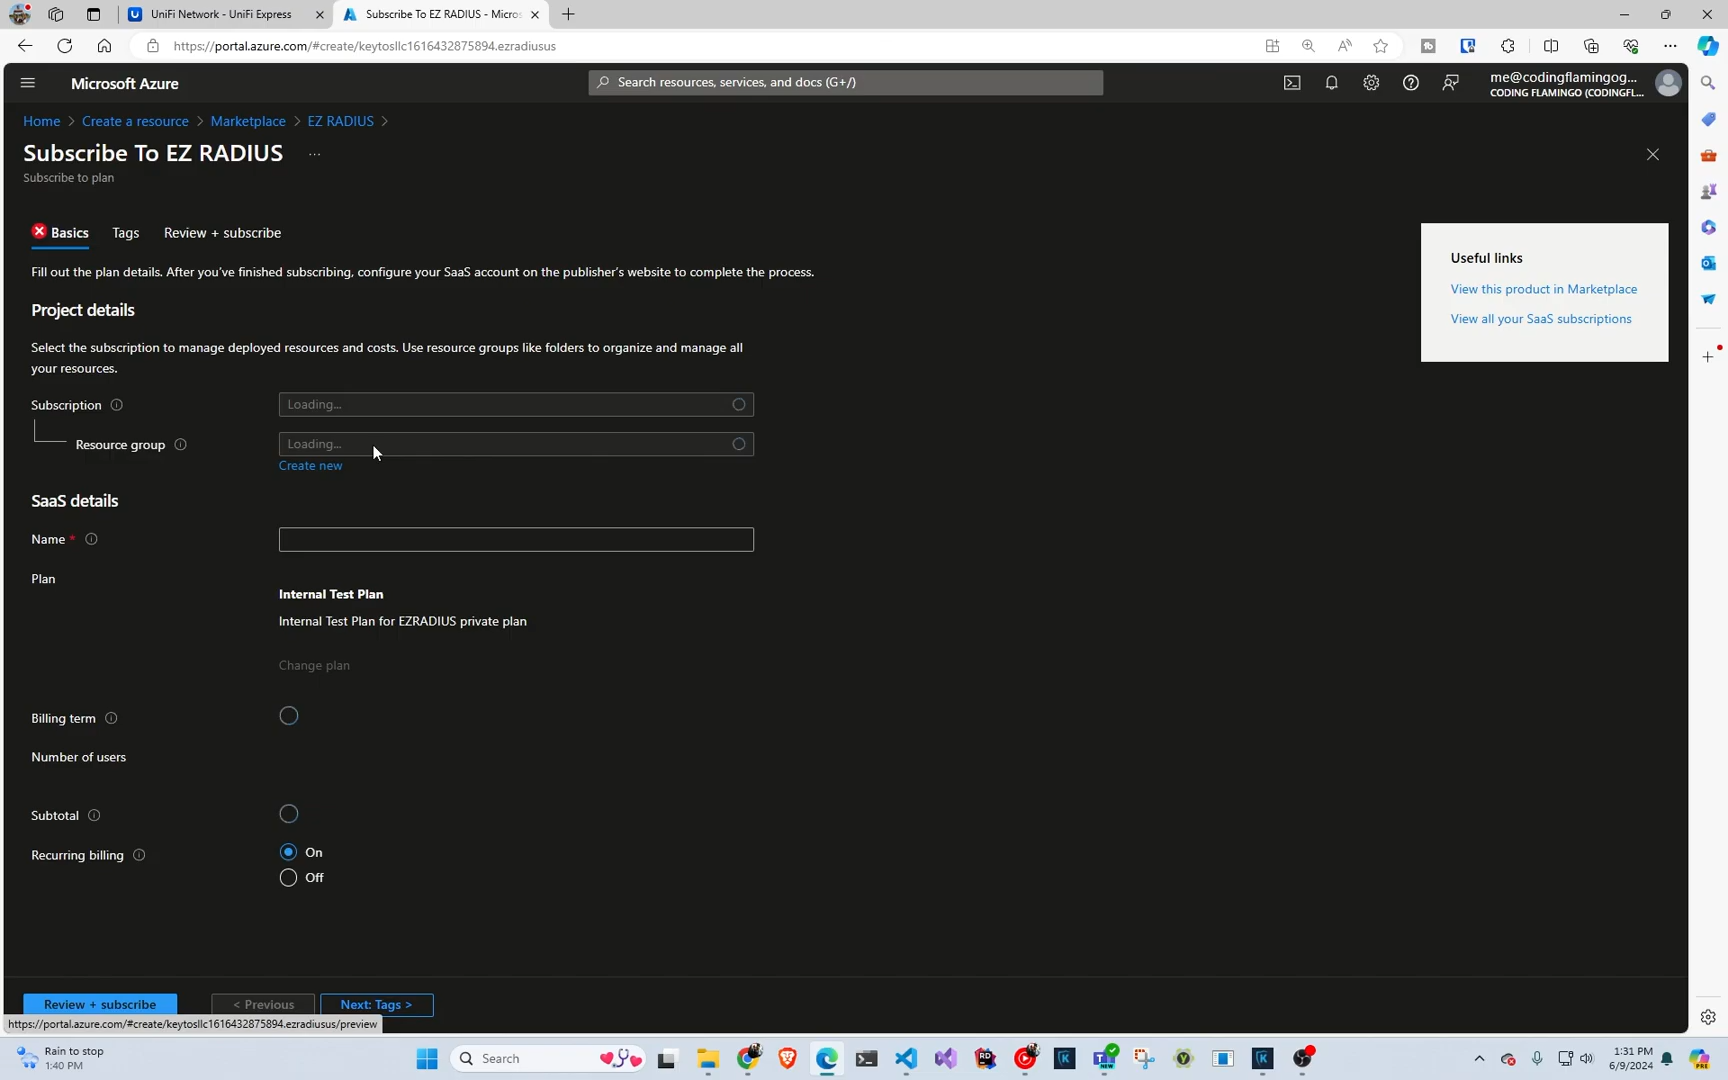 UniFi Network - UniFi Express
Subscribe To EZ RADIUS - Micros
https://portal.azure.com/#create/keytosllc1616432875894.ezradiusus
Microsoft Azure
Search resources, services, and docs (G+/)
me@codingflamingog...
CODING FLAMINGO (CODINGFL...
Home > Create a resource > Marketplace > EZ RADIUS >
Subscribe To EZ RADIUS ...
Subscribe to plan
Basics
Tags
Review + subscribe
Fill out the plan details. After you've finished subscribing, configure your SaaS account on the publisher's website to complete the process.
Useful links
View this product in Marketplace
View all your SaaS subscriptions
Project details
Select the subscription to manage deployed resources and costs. Use resource groups like folders to organize and manage all
your resources.
Subscription
Loading...
Resource group
Loading...
Create new
SaaS details
Name *
Plan
Internal Test Plan
Internal Test Plan for EZRADIUS private plan
Change plan
Billing term
Number of users
Subtotal
Recurring billing
On
Off
Review + subscribe
< Previous
Next: Tags >
https://portal.azure.com/#create/keytosllc1616432875894.ezradiusus/preview
Rain to stop
1:40 PM
Search
NEW
1:31 PM
6/9/2024
PRE